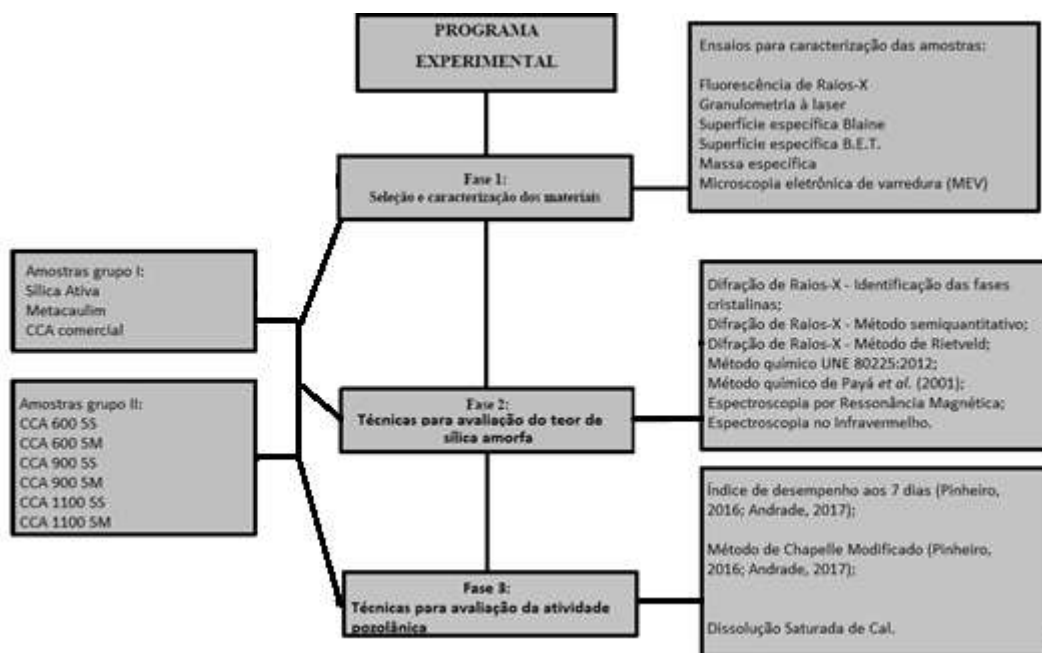 PROGRAMA
EXPERIMENTAL
Ensaios para caracterização das amostras:
Fluorescência de Raios-X
Granulometria à laser
Superfície específica Blaine
Superfície específica B.E.T.
Massa específica
Microscopia eletrônica de varredura (MEV)
Fase 1:
Seleção e caracterização dos materiais
Amostras grupo I:
Sílica Ativa
Metacaulim
CCA comercial
Amostras grupo II:
CCA 600 SS
CCA 600 SM
CCA 900 SS
CCA 900 SM
CCA 1100 SS
CCA 1100 SM
Difração de Raios-X - Identificação das fases
cristalinas;
Difração de Raios-X - Método semiquantitativo;
Difração de Raios-X - Método de Rietveld;
Método químico UNE 80225:2012;
Método químico de Payá et al. (2001);
Espectroscopia por Ressonância Magnética;
Espectroscopia no Infravermelho.
Fase 2:
Técnicas para avaliação do teor de
sílica amorfa
Índice de desempenho aos 7 dias (Pinheiro,
2016; Andrade, 2017);
Método de Chapelle Modificado (Pinheiro,
2016; Andrade, 2017);
Dissolução Saturada de Cal.
Fase 3:
Técnicas para avaliação da atividade
pozolânica